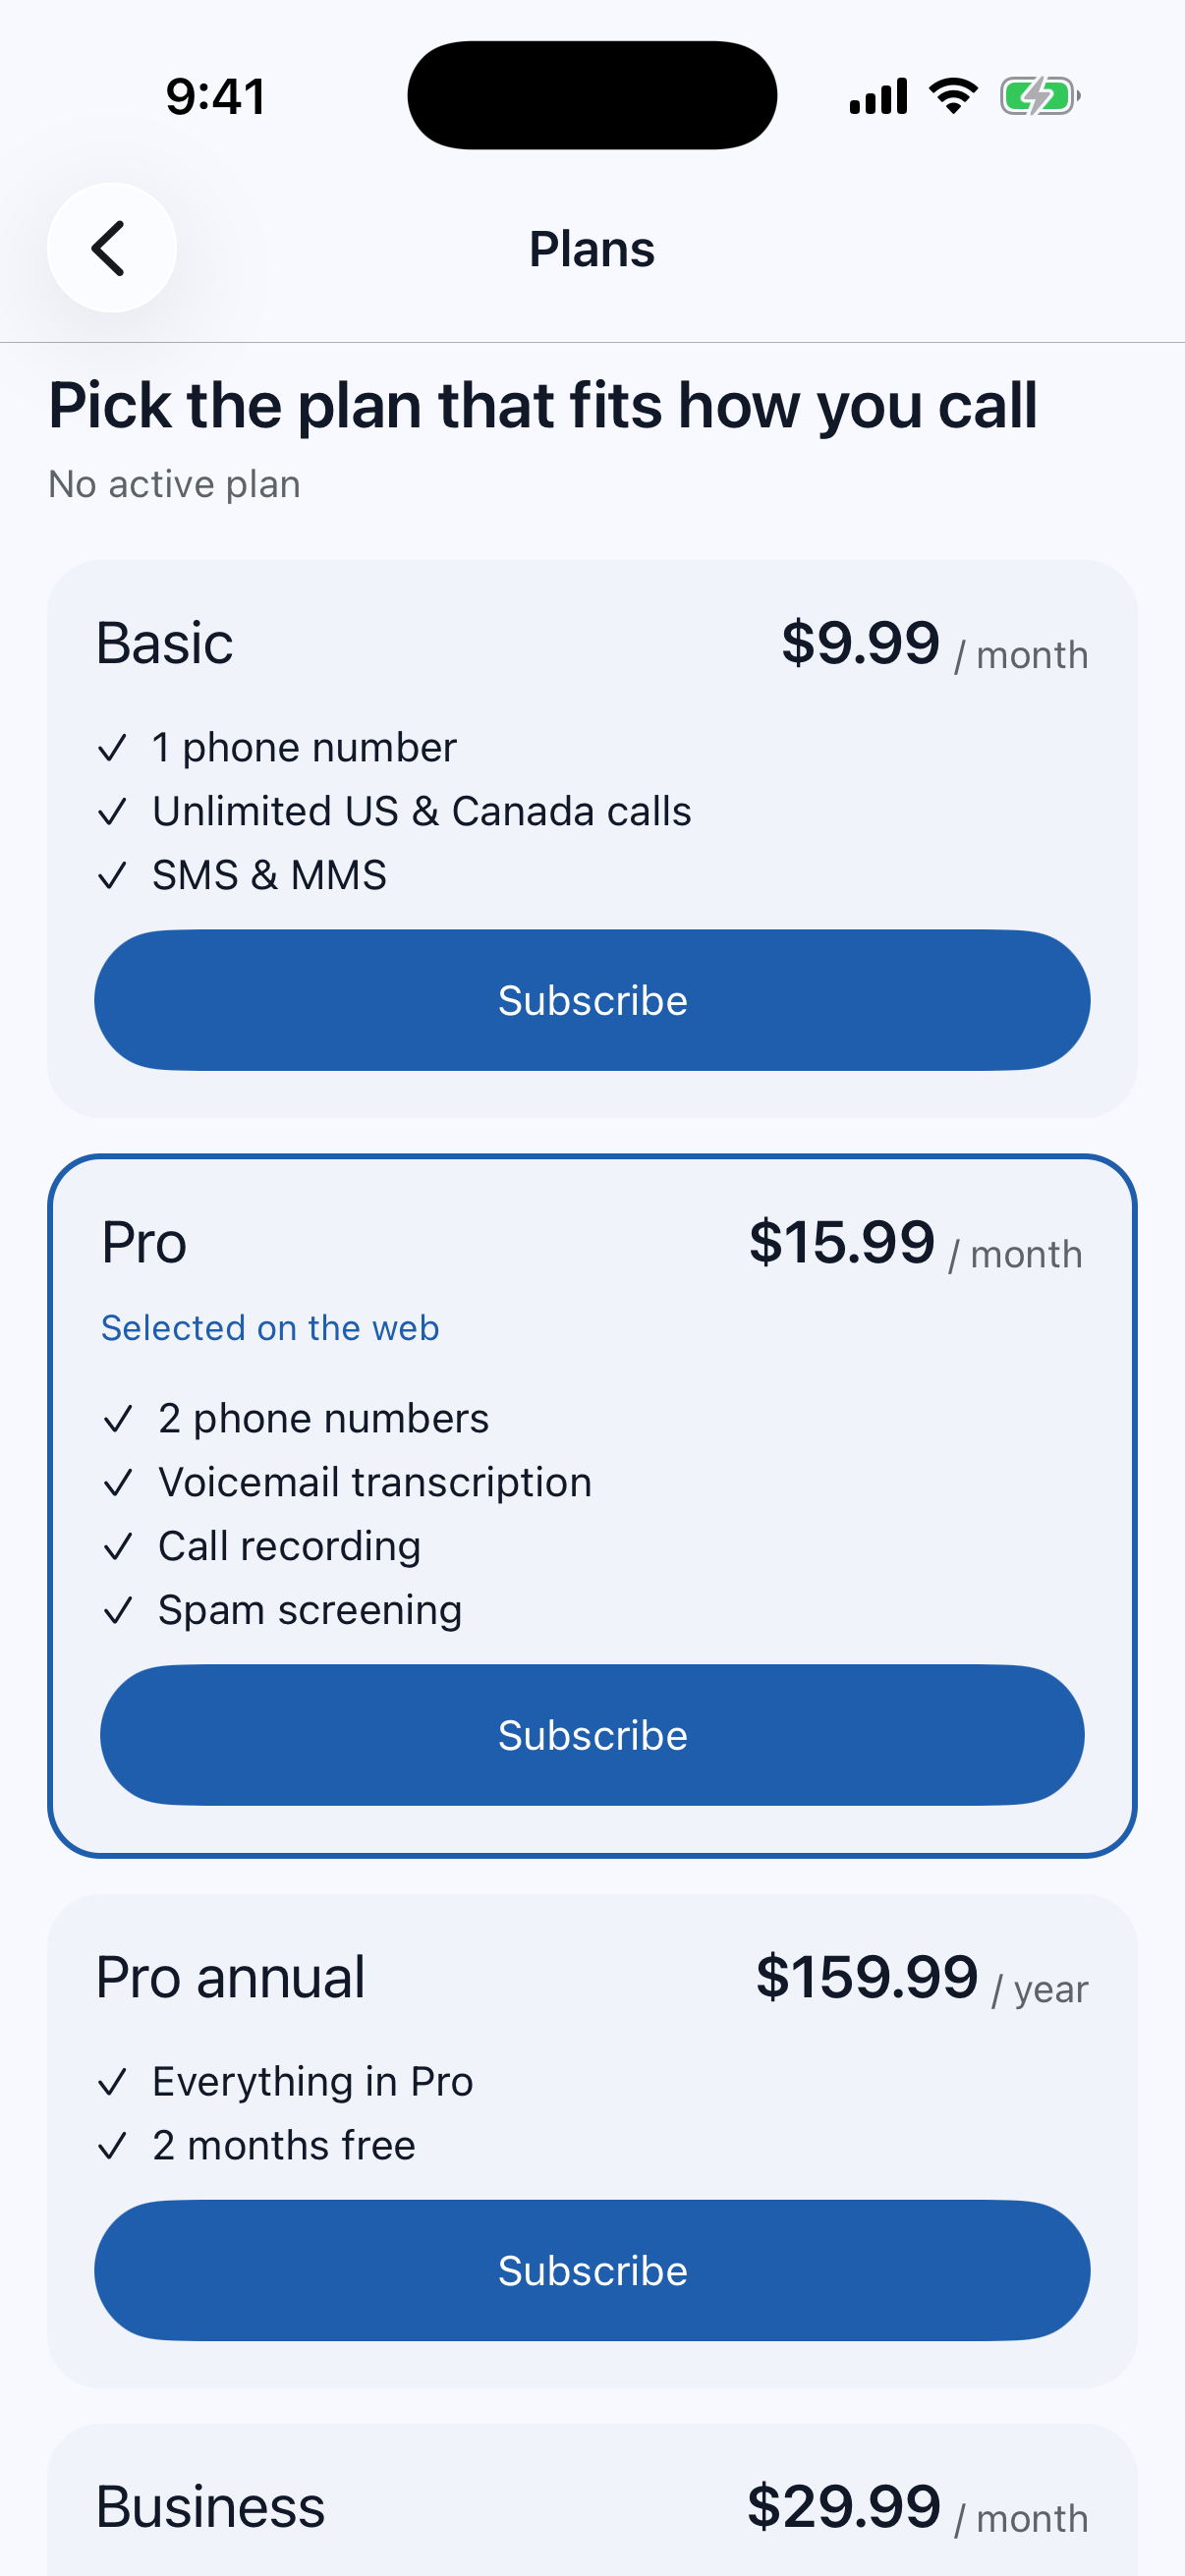 9:41
Plans
Pick the plan that fits how you call
No active plan
Basic $9.99 / month
✓ 1 phone number
✓ Unlimited US & Canada calls
✓ SMS & MMS
Subscribe
Pro $15.99 / month
Selected on the web
✓ 2 phone numbers
✓ Voicemail transcription
✓ Call recording
✓ Spam screening
Subscribe
Pro annual $159.99 / year
✓ Everything in Pro
✓ 2 months free
Subscribe
Business $29.99 / month